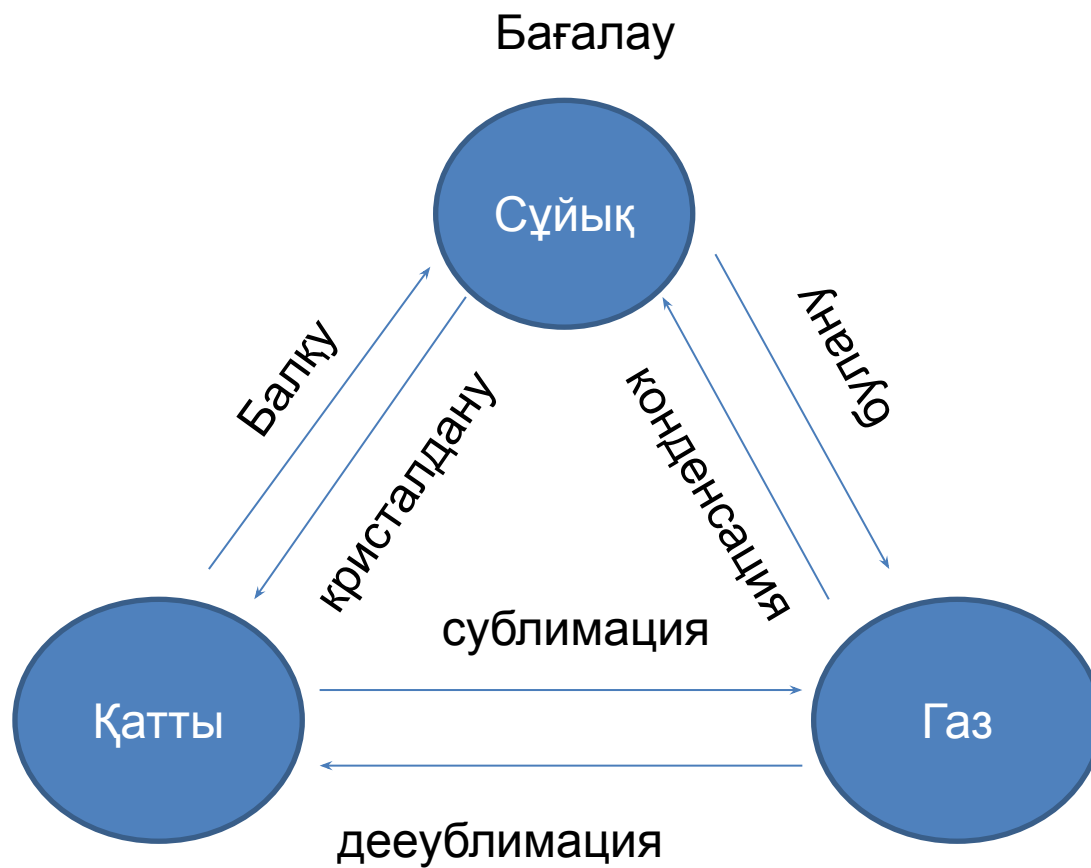 Бағалау
Сұйық
Балқу
кристалдану
конденсация
булану
сублимация
Қатты
Газ
дееублимация